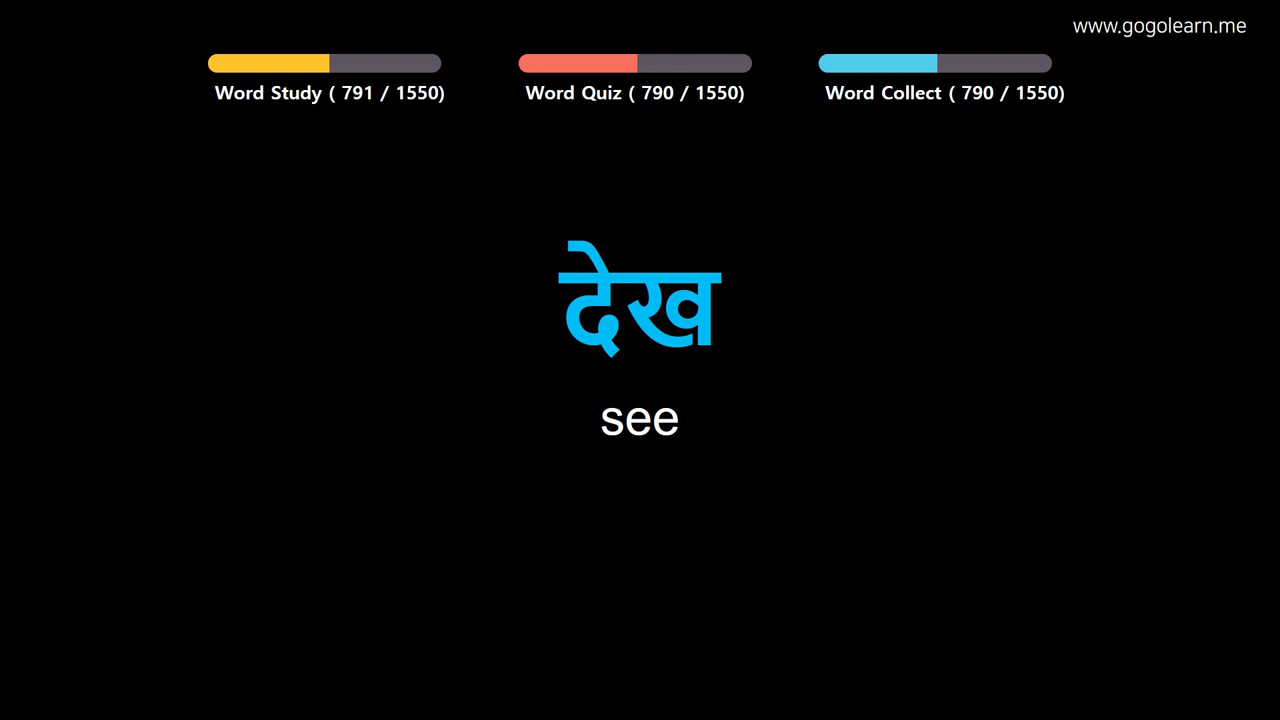 www.gogolearn.me
Word Study ( 791 / 1550)
Word Quiz ( 790 / 1550)
Word Collect ( 790 / 1550)
देख
see